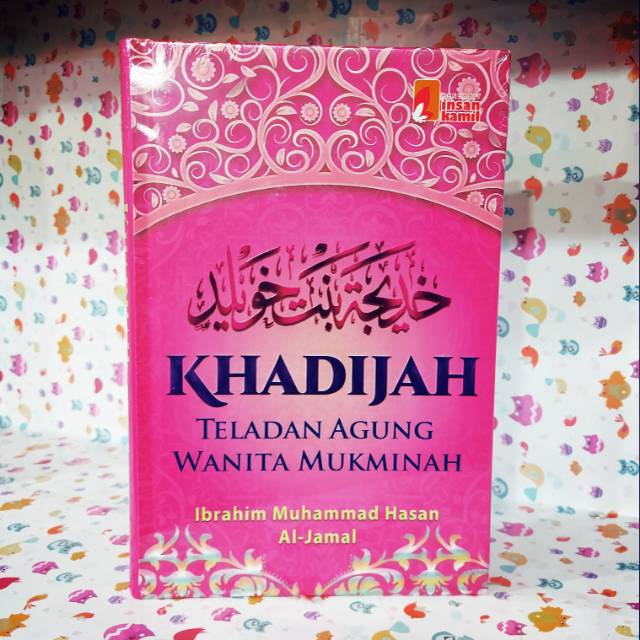 insan
kamil
خديجة بنت خويلد
KHADIJAH
TELADAN AGUNG
WANITA MUKMINAH
Ibrahim Muhammad Hasan
Al-Jamal